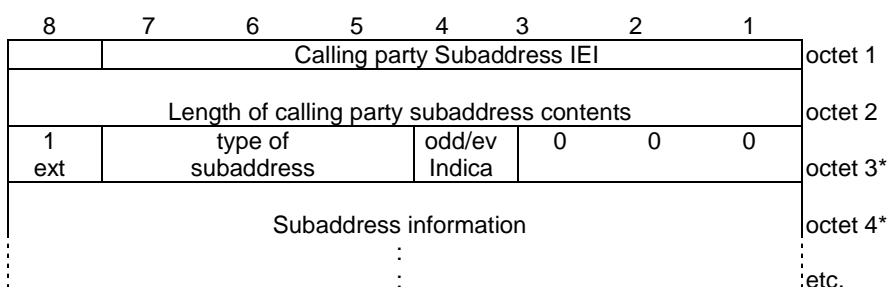 8 7 6 5 4 3 2 1
Calling party Subaddress IEI octet 1
Length of calling party subaddress contents octet 2
1 type of odd/ev 0 0 0
ext subaddress Indica octet 3*
Subaddress information octet 4*
:
: etc.